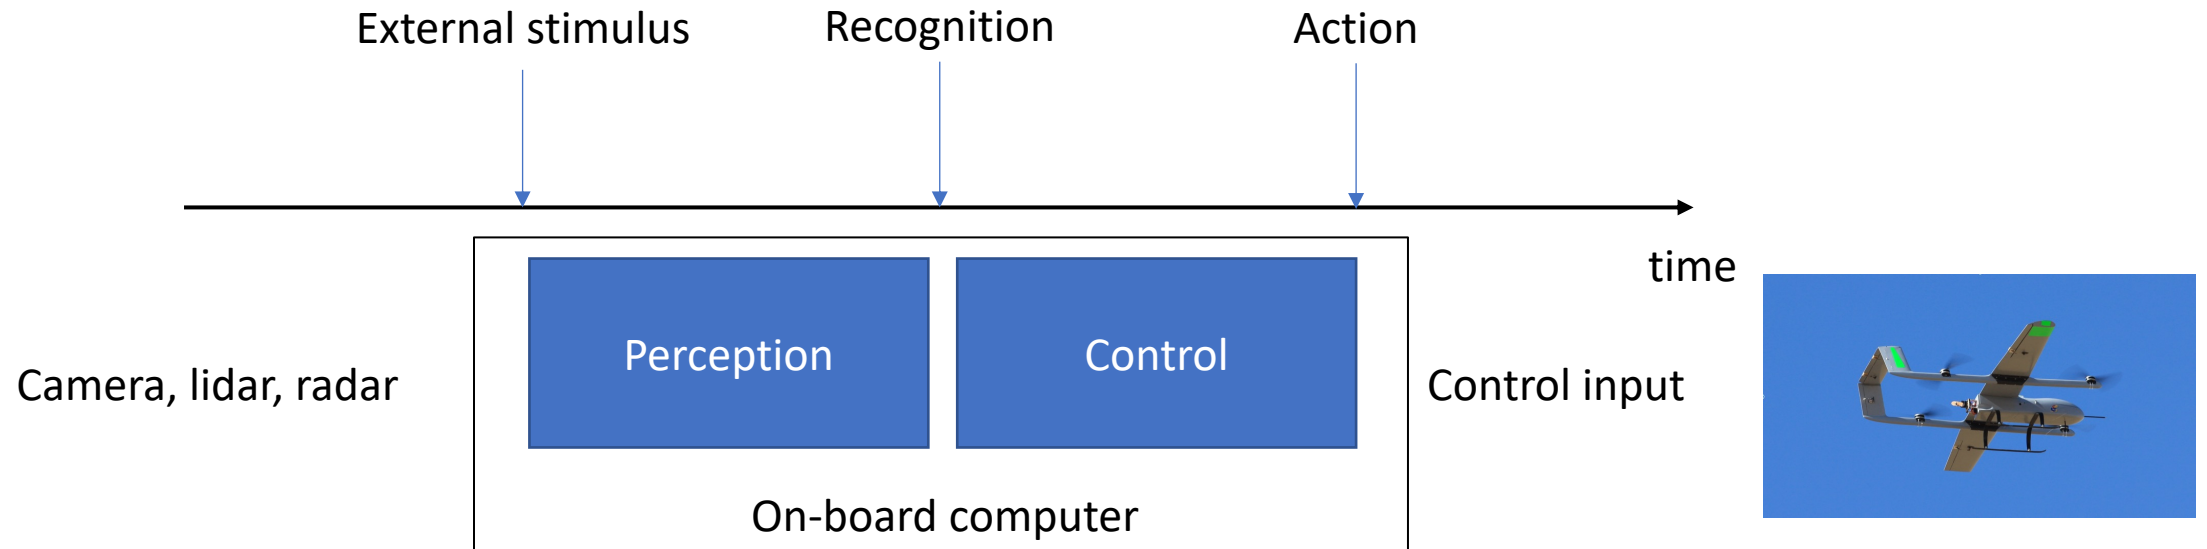 External stimulus
Recognition
Action
time
Perception
Control
Camera, lidar, radar
Control input
On-board computer